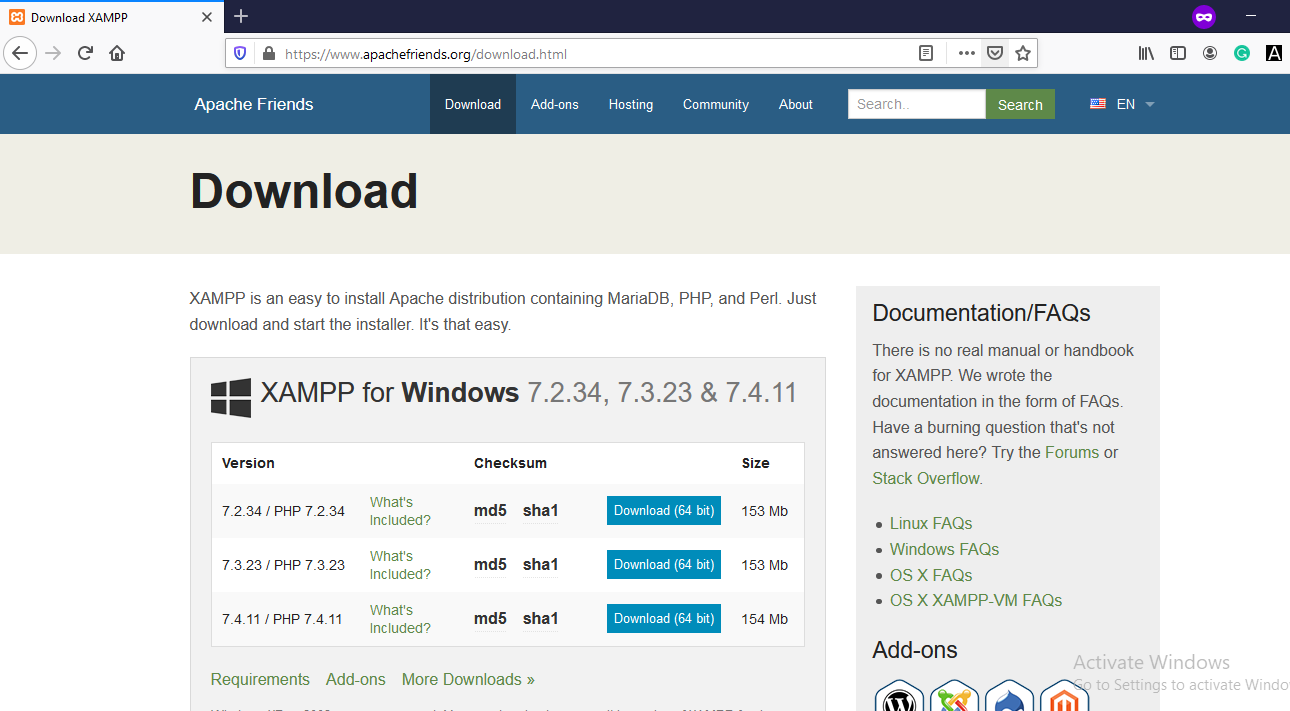 Download XAMPP
https://www.apachefriends.org/download.html
Apache Friends
Download
Add-ons
Hosting
Community
About
Search..
Search
EN
Download
XAMPP is an easy to install Apache distribution containing MariaDB, PHP, and Perl. Just
download and start the installer. It's that easy.
XAMPP for Windows 7.2.34, 7.3.23 & 7.4.11
Version Checksum Size
7.2.34 / PHP 7.2.34 What's Included? md5 sha1 Download (64 bit) 153 Mb
7.3.23 / PHP 7.3.23 What's Included? md5 sha1 Download (64 bit) 153 Mb
7.4.11 / PHP 7.4.11 What's Included? md5 sha1 Download (64 bit) 154 Mb
Requirements Add-ons More Downloads »
Documentation/FAQs
There is no real manual or handbook
for XAMPP. We wrote the
documentation in the form of FAQs.
Have a burning question that's not
answered here? Try the Forums or
Stack Overflow.
Linux FAQs
Windows FAQs
OS X FAQs
OS X XAMPP-VM FAQs
Add-ons
Activate Windows
Go to Settings to activate Windo